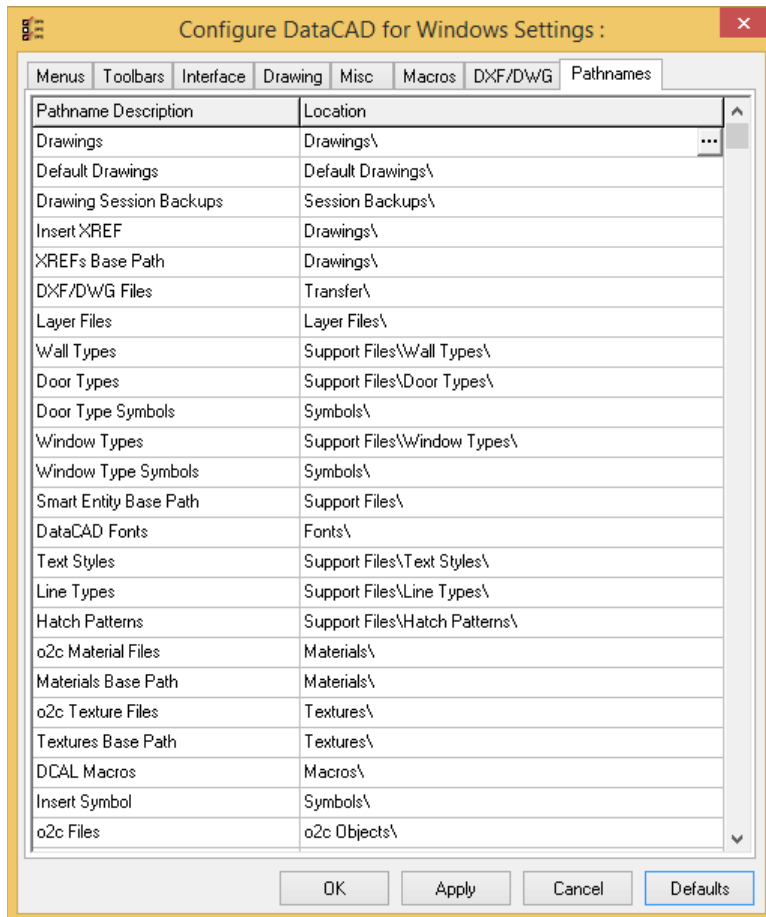 Configure DataCAD for Windows Settings :
Menus Toolbars Interface Drawing Misc Macros DXF/DWG Pathnames
Pathname Description Location
Drawings Drawings\ ...
Default Drawings Default Drawings\
Drawing Session Backups Session Backups\
Insert XREF Drawings\
XREFs Base Path Drawings\
DXF/DWG Files Transfer\
Layer Files Layer Files\
Wall Types Support Files\Wall Types\
Door Types Support Files\Door Types\
Door Type Symbols Symbols\
Window Types Support Files\Window Types\
Window Type Symbols Symbols\
Smart Entity Base Path Support Files\
DataCAD Fonts Fonts\
Text Styles Support Files\Text Styles\
Line Types Support Files\Line Types\
Hatch Patterns Support Files\Hatch Patterns\
o2c Material Files Materials\
Materials Base Path Materials\
o2c Texture Files Textures\
Textures Base Path Textures\
DCAL Macros Macros\
Insert Symbol Symbols\
o2c Files o2c Objects\
OK Apply Cancel Defaults